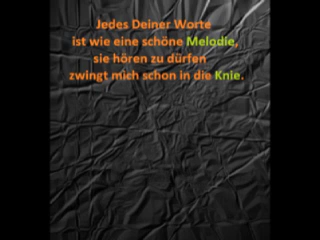 Jedes Deiner Worte
ist wie eine schöne Melodie,
sie hören zu dürfen
zwingt mich schon in die Knie.